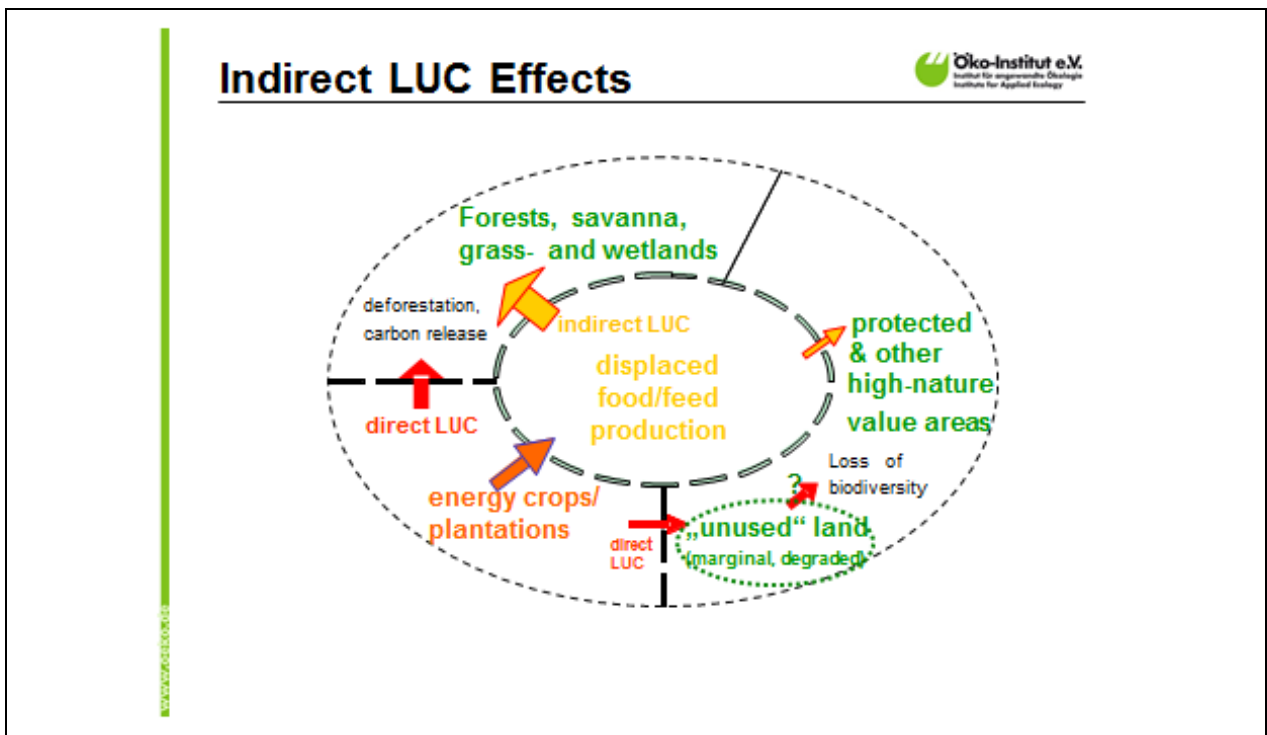 Indirect LUC Effects
Öko-Institut e.V.
Institut für angewandte Ökologie
Institute for Applied Ecology
Forests, savanna,
grass- and wetlands
deforestation,
carbon release
indirect LUC
displaced
food/feed
production
protected
& other
high-nature
value areas
direct LUC
energy crops/
plantations
Loss of
biodiversity
?
direct
LUC
„unused“ land
(marginal, degraded)
www.oeko.de